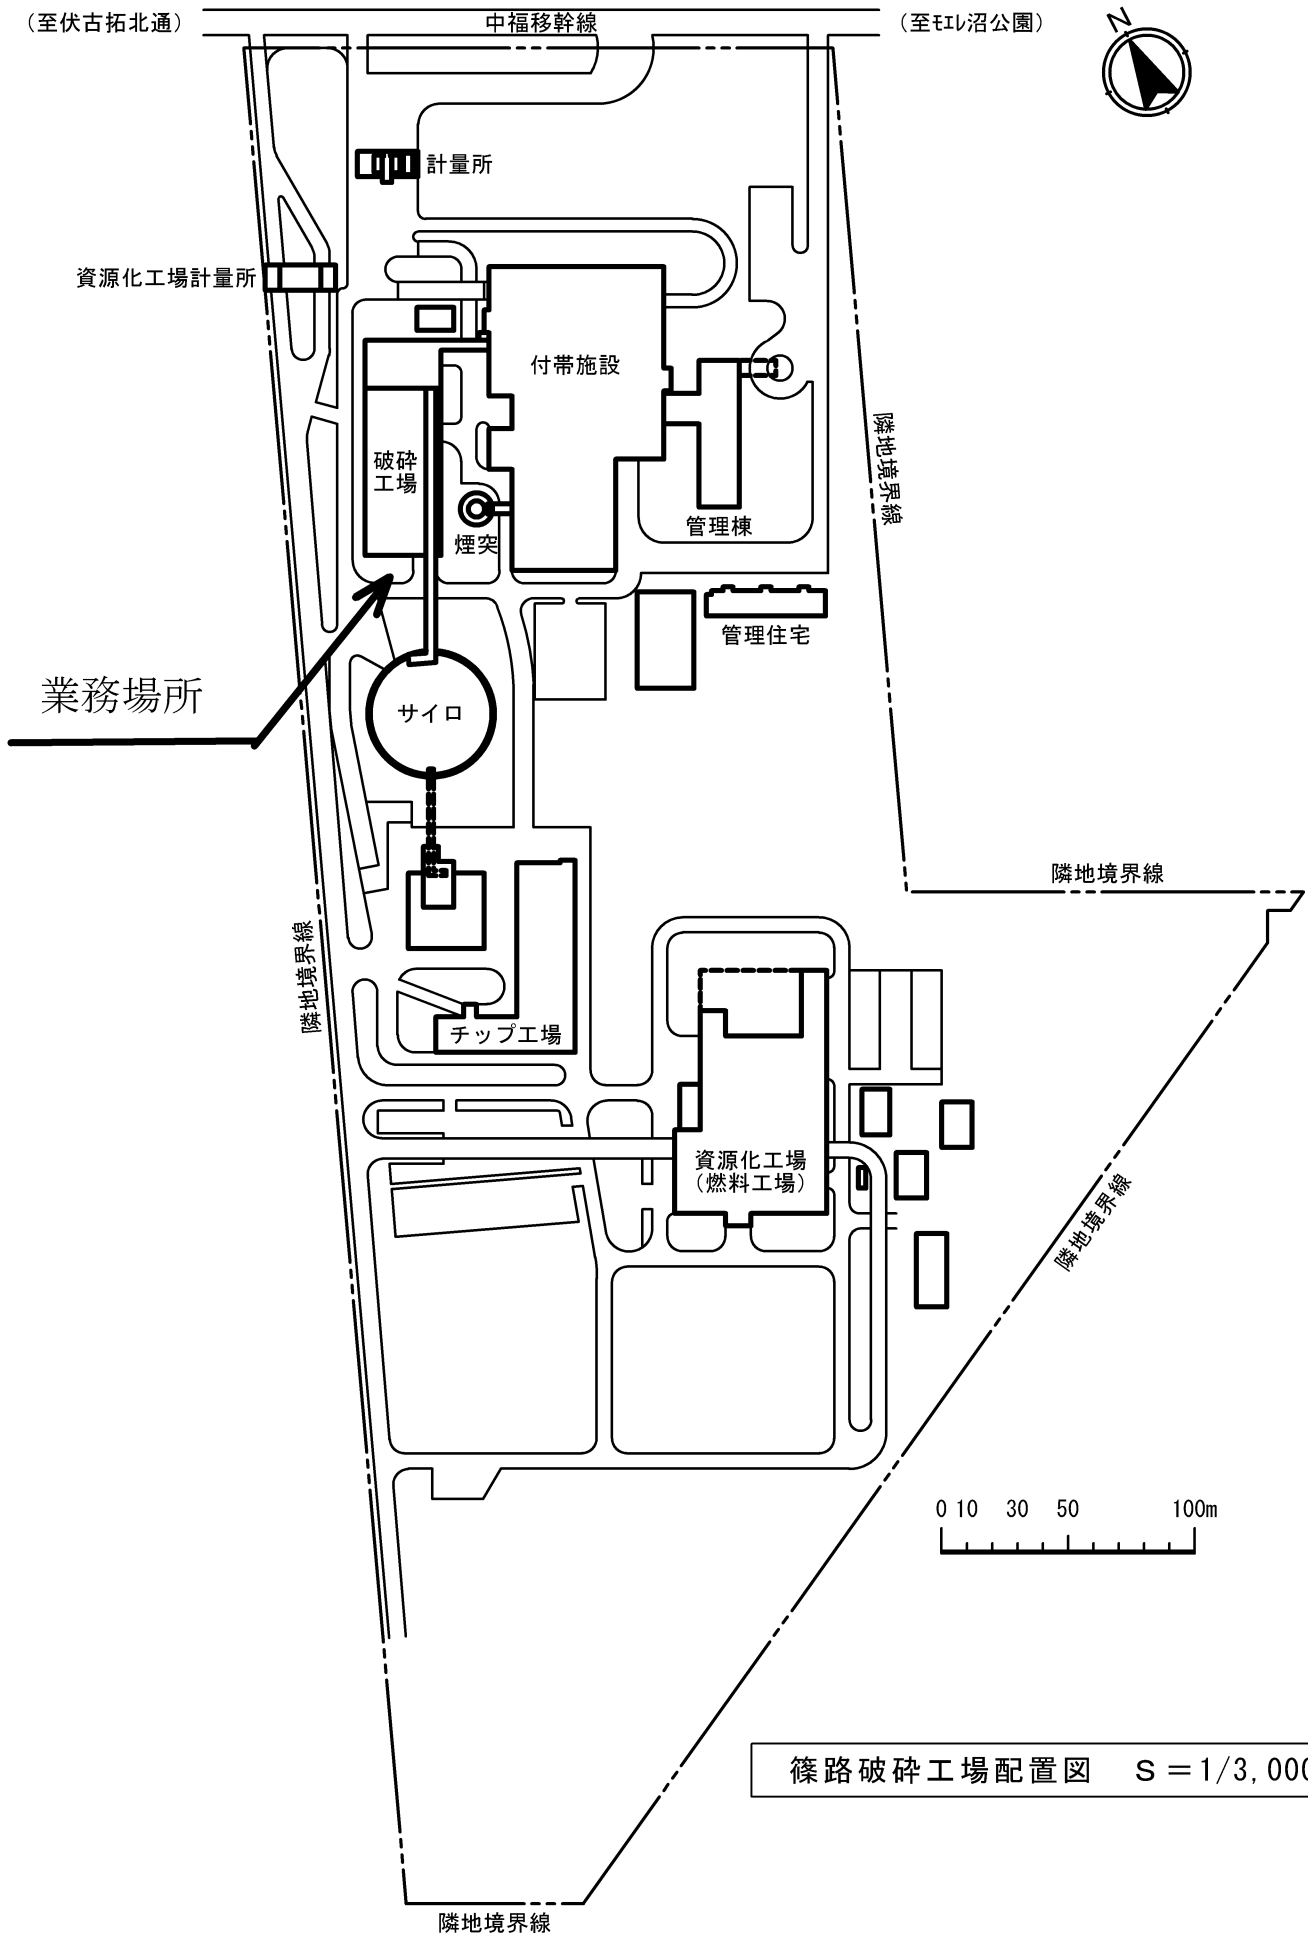 （至伏古拓北通）
中福移幹線
（至ﾓｴﾚ沼公園）
N
計量所
資源化工場計量所
付帯施設
破砕
工場
隣地境界線
管理棟
煙突
管理住宅
業務場所
サイロ
隣地境界線
隣地境界線
チップ工場
資源化工場
（燃料工場）
隣地境界線
0 10 30 50 100m
篠路破砕工場配置図 S＝1/3,000
隣地境界線